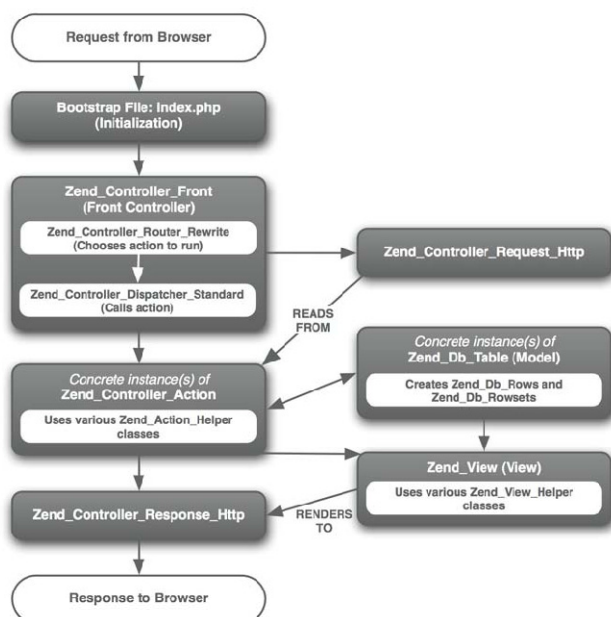 Request from Browser
Bootstrap File: Index.php
(Initialization)
Zend_Controller_Front
(Front Controller)
Zend_Controller_Router_Rewrite
(Chooses action to run)
Zend_Controller_Dispatcher_Standard
(Calls action)
Zend_Controller_Request_Http
READS
FROM
Concrete instance(s) of
Zend_Controller_Action
Uses various Zend_Action_Helper
classes
Concrete instance(s) of
Zend_Db_Table (Model)
Creates Zend_Db_Rows and
Zend_Db_Rowsets
Zend_View (View)
Uses various Zend_View_Helper
classes
Zend_Controller_Response_Http
RENDERS
TO
Response to Browser